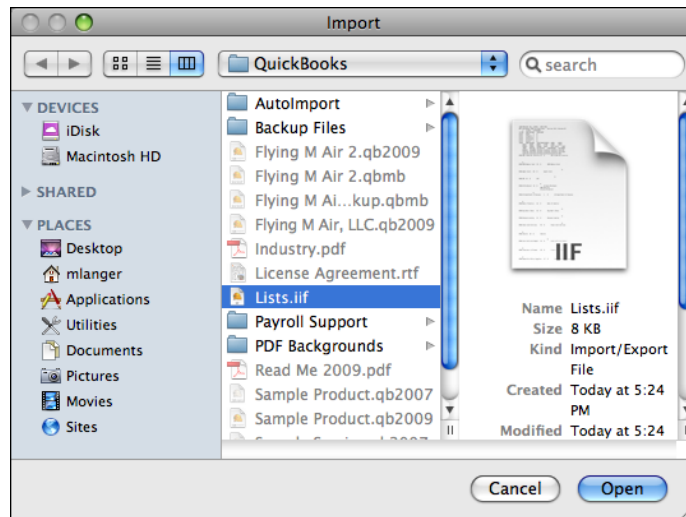 Import
QuickBooks
search
DEVICES
iDisk
Macintosh HD
SHARED
PLACES
Desktop
mlanger
Applications
Utilities
Documents
Pictures
Movies
Sites
AutoImport
Backup Files
Flying M Air 2.qb2009
Flying M Air 2.qbmb
Flying M Ai...kup.qbmb
Flying M Air, LLC.qb2009
Industry.pdf
License Agreement.rtf
Lists.iif
Payroll Support
PDF Backgrounds
Read Me 2009.pdf
Sample Product.qb2007
Sample Product.qb2009
IIF
Name Lists.iif
Size 8 KB
Kind Import/Export
File
Created Today at 5:24
PM
Modified Today at 5:24
Cancel
Open